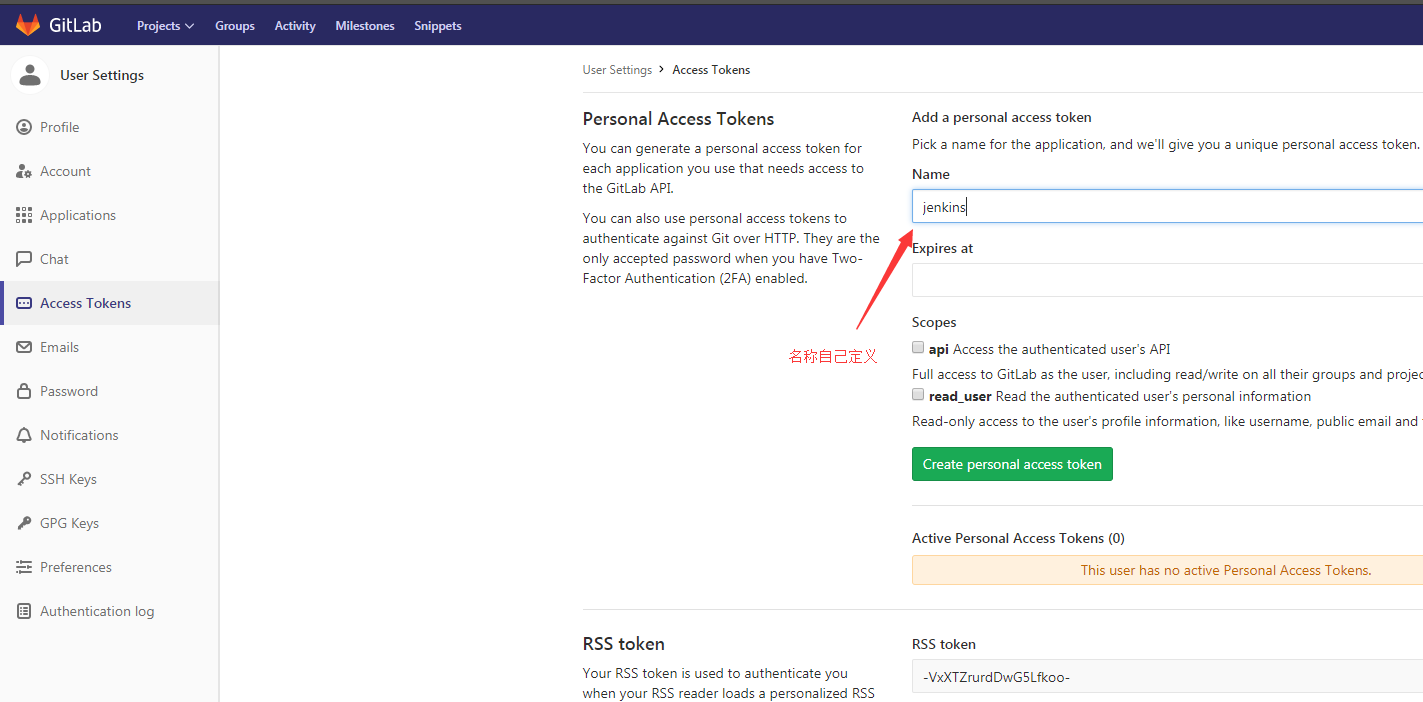 GitLab Projects Groups Activity Milestones Snippets
User Settings
Profile
Account
Applications
Chat
Access Tokens
Emails
Password
Notifications
SSH Keys
GPG Keys
Preferences
Authentication log
User Settings > Access Tokens
Personal Access Tokens
You can generate a personal access token for
each application you use that needs access to
the GitLab API.
You can also use personal access tokens to
authenticate against Git over HTTP. They are the
only accepted password when you have Two-
Factor Authentication (2FA) enabled.
Add a personal access token
Pick a name for the application, and we'll give you a unique personal access token.
Name
jenkins
名称自己定义
Expires at
Scopes
api Access the authenticated user's API
Full access to GitLab as the user, including read/write on all their groups and projec
read_user Read the authenticated user's personal information
Read-only access to the user's profile information, like username, public email and
Create personal access token
Active Personal Access Tokens (0)
This user has no active Personal Access Tokens.
RSS token
Your RSS token is used to authenticate you
when your RSS reader loads a personalized RSS
RSS token
-VxXTZrurdDwG5Lfkoo-